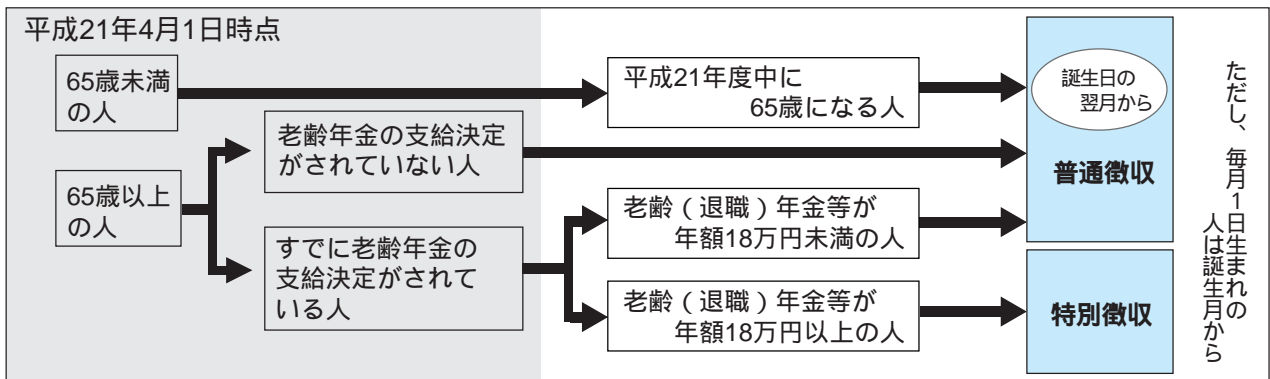 平成21年4月1日時点
65歳未満
の人
平成21年度中に
65歳になる人
誕生日の
翌月から
老齢年金の支給決定
がされていない人
普通徴収
65歳以上
の人
老齢（退職）年金等が
年額18万円未満の人
すでに老齢年金の
支給決定がされて
いる人
老齢（退職）年金等が
年額18万円以上の人
特別徴収
ただし、毎月1日生まれの
人は誕生月から